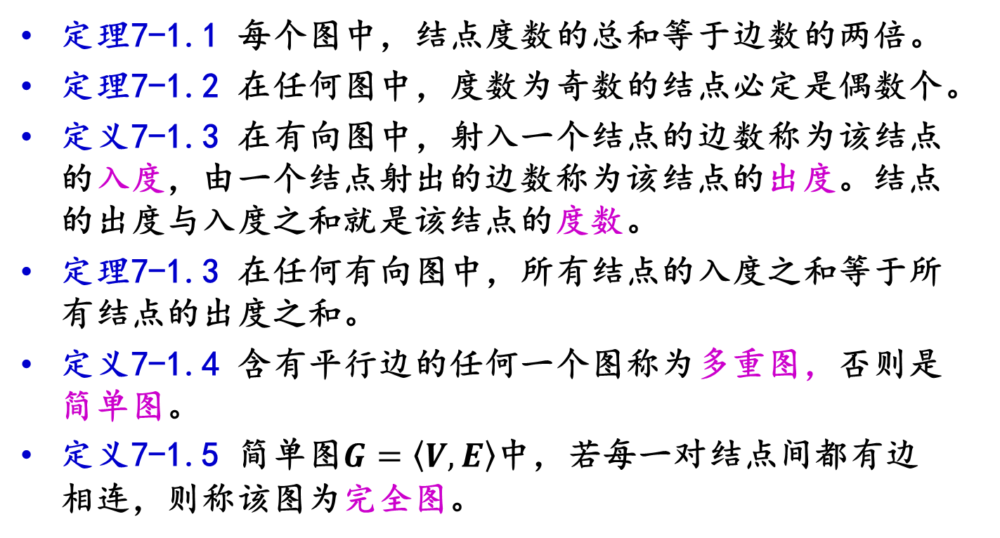 • 定理7-1.1 每个图中，结点度数的总和等于边数的两倍。
• 定理7-1.2 在任何图中，度数为奇数的结点必定是偶数个。
• 定义7-1.3 在有向图中，射入一个结点的边数称为该结点
的入度，由一个结点射出的边数称为该结点的出度。结点
的出度与入度之和就是该结点的度数。
• 定理7-1.3 在任何有向图中，所有结点的入度之和等于所
有结点的出度之和。
• 定义7-1.4 含有平行边的任何一个图称为多重图，否则是
简单图。
• 定义7-1.5 简单图G = ⟨V, E⟩中，若每一对结点间都有边
相连，则称该图为完全图。